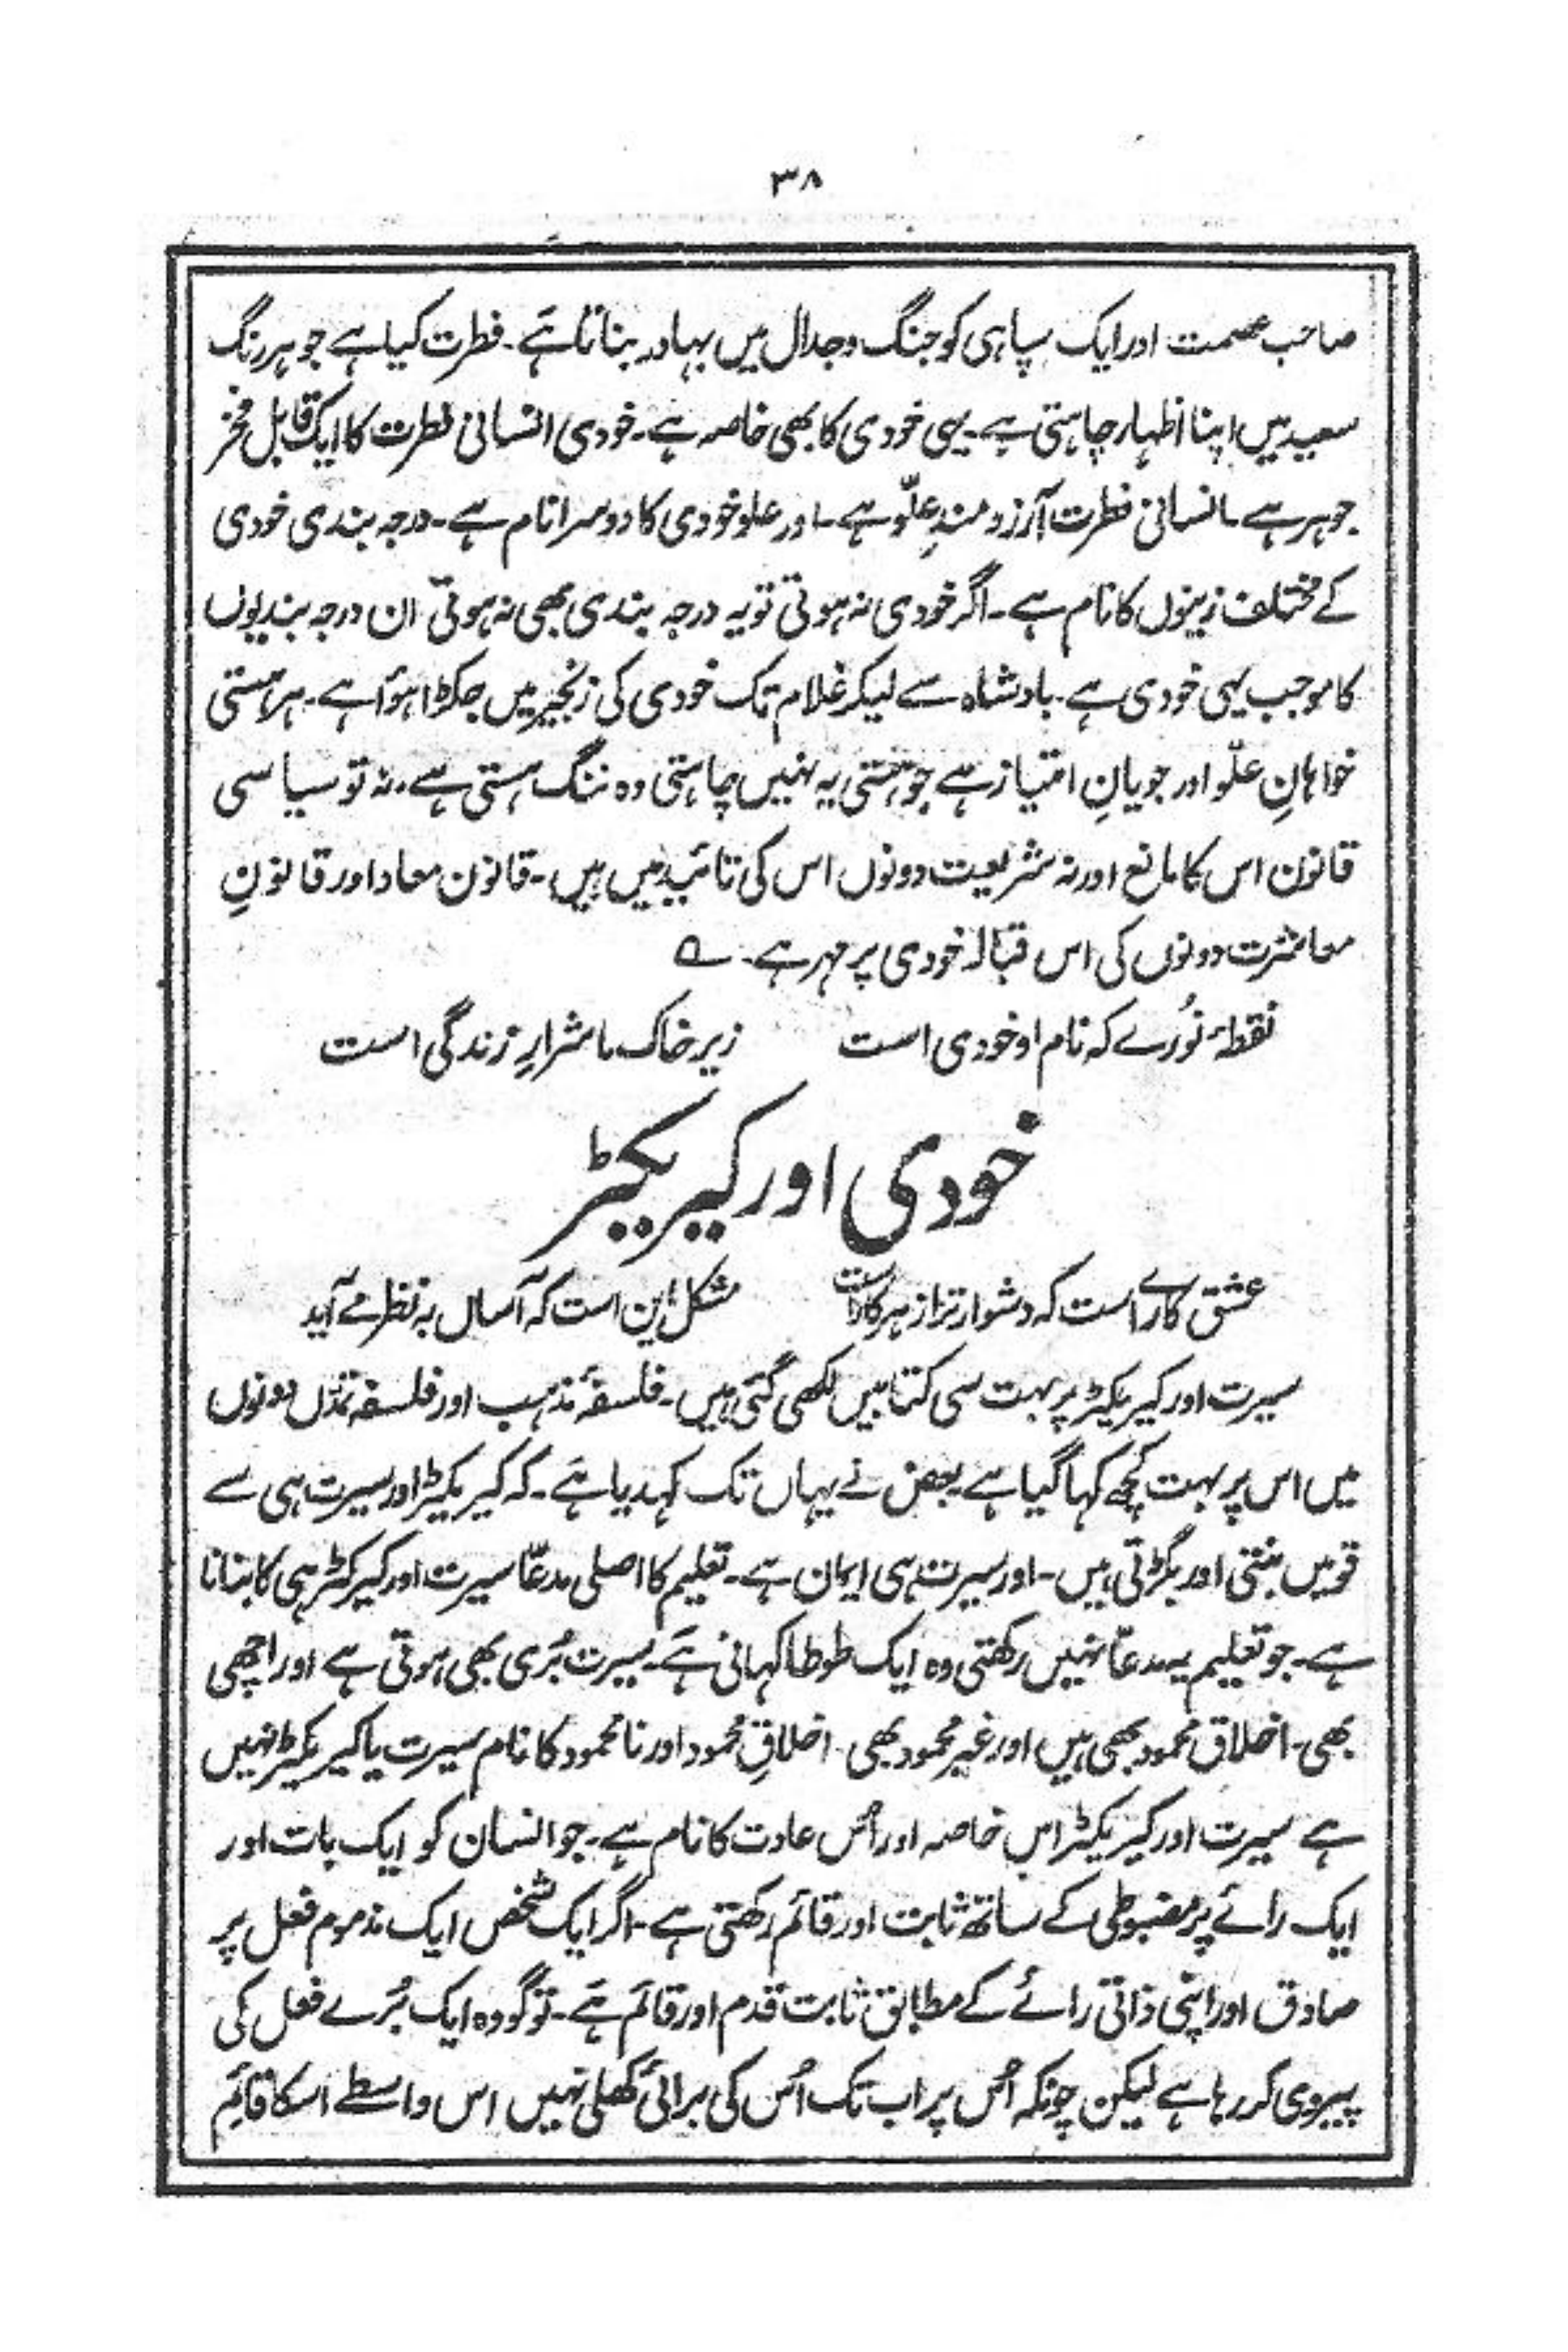 ۳۸
صاحب عصمت اور ایک سپاہی کو جنگ وجدال میں بہادر بناتا ہے۔ فطرت کیا ہے جو ہر رنگ
سعید میں اپنا اظہار چاہتی ہے۔ یہی خودی کا بھی خاصہ ہے۔ خودی انسانی فطرت کا ایک قابل فخر
جوہر ہے۔ انسانی فطرت آرزومندِ علّو ہے۔ اور علو خودی کا دوسرا نام ہے۔ درجہ بندی خودی
کے مختلف زینوں کا نام ہے۔ اگر خودی نہ ہوتی تو یہ درجہ بندی بھی نہ ہوتی ان درجہ بندیوں
کا موجب یہی خودی ہے۔ بادشاہ سے لیکر غلام تک خودی کی زنجیر میں جکڑا ہوٴا ہے۔ ہر ہستی
خواہانِ علّو اور جویانِ امتیاز ہے جو ہستی یہ نہیں چاہتی وہ ننگ ہستی ہے۔ نہ تو سیاسی
قانون اس کا مانع اور نہ شریعت دونوں اس کی تائید میں ہیں۔ قانون معاد اور قانونِ
معاشرت دونوں کی اس قبالہ خودی پر مہر ہے۔ ؎
نقطۂ نُورے کہ نام او خودی است زیر خاک ما شرارِ زندگی است
خودی اور کیریکٹر
عشق کارے است کہ دشوار تر از ہر کار است مشکل این است کہ آسان بہ نظر مے آید
سیرت اور کیریکٹر پر بہت سی کتابیں لکھی گئی ہیں۔ فلسفۂ مذہب اور فلسفہ تمدّن دونوں
میں اس پر بہت کچھ کہا گیا ہے بعض نے یہاں تک کہدیا ہے۔ کہ کیریکٹر اور سیرت ہی سے
قومیں بنتی اور بگڑتی ہیں۔ اور سیرت ہی ایمان ہے۔ تعلیم کا اصلی مدعّا سیرت اور کیرکٹر ہی کا بنانا
ہے۔ جو تعلیم یہ مدعّا نہیں رکھتی وہ ایک طوطا کہانی ہے۔ سیرت بُری بھی ہوتی ہے اور اچھی
بھی۔ اخلاق محمود بھی ہیں اور غیر محمود بھی۔ اخلاقِ محمود اور نا محمود کا نام سیرت یا کیریکٹر نہیں
ہے سیرت اور کیریکٹر اس خاصہ اور اُس عادت کا نام ہے۔ جو انسان کو ایک بات اور
ایک رائے پر مضبوطی کے ساتھ ثابت اور قائم رکھتی ہے۔ اگر ایک شخص ایک مذموم فعل پر
صادق اور اپنی ذاتی رائے کے مطابق ثابت قدم اور قائم ہے۔ تو گو وہ ایک بُرے فعل کی
پیروی کر رہا ہے لیکن چونکہ اُس پر اب تک اُس کی برائی کھلی نہیں اس واسطے اسکا قائم